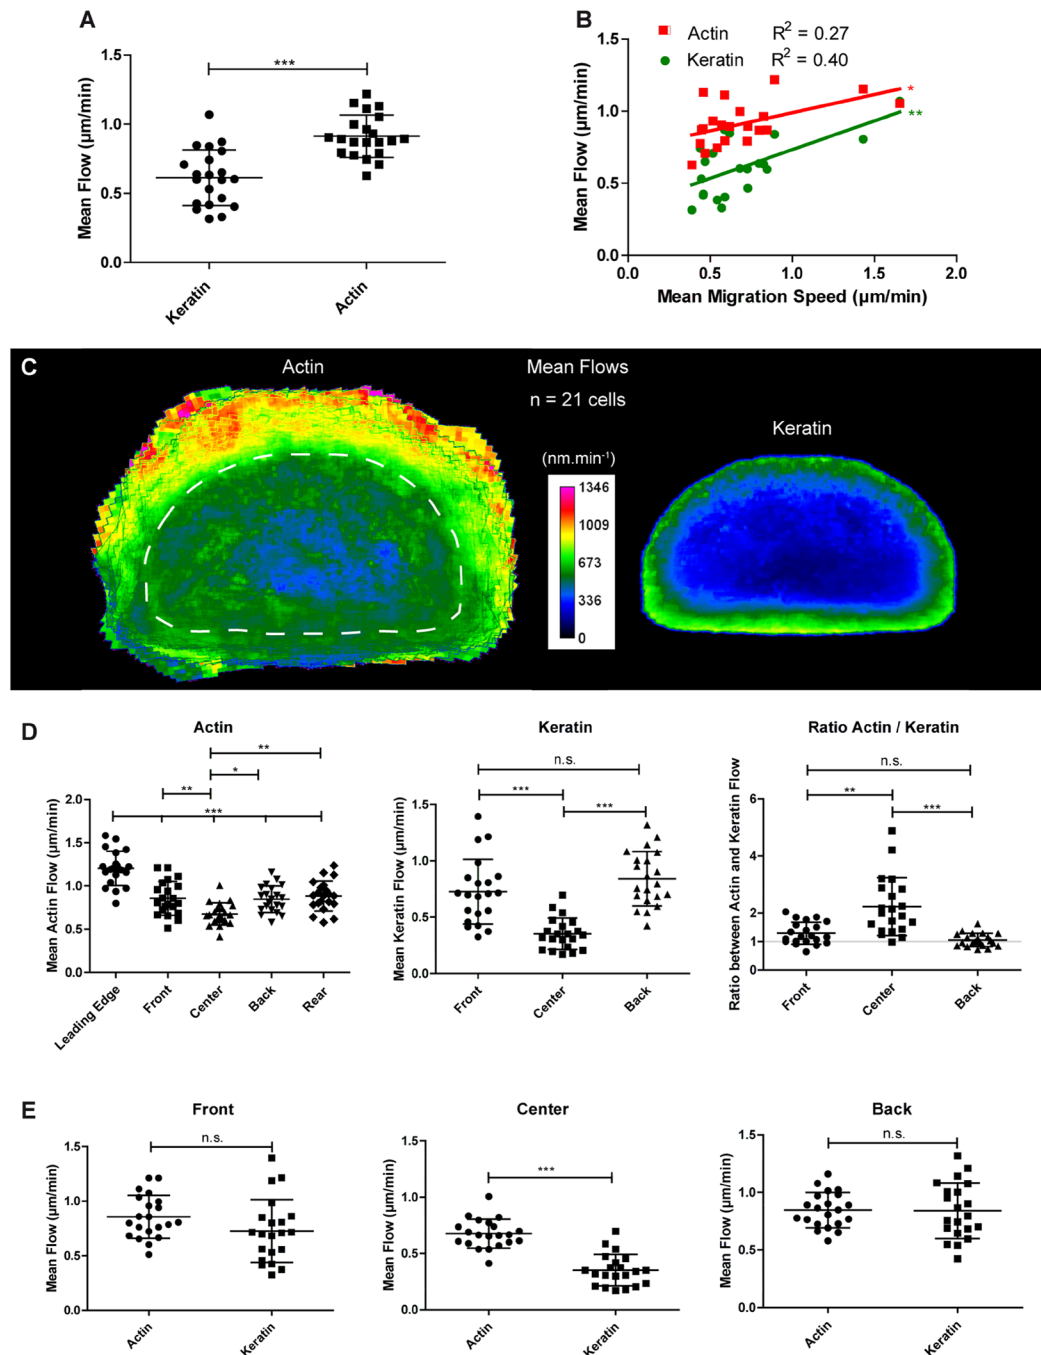 A
Mean Flow (µm/min)
1.5
1.0
0.5
0.0
***
Keratin
Actin
B
Mean Flow (µm/min)
1.5
1.0
0.5
0.0
Actin R² = 0.27
Keratin R² = 0.40
*
**
0.0 0.5 1.0 1.5 2.0
Mean Migration Speed (µm/min)
C
Actin
Mean Flows
n = 21 cells
Keratin
(nm.min⁻¹)
1346
1009
673
336
0
D
Actin
Mean Actin Flow (µm/min)
2.0
1.5
1.0
0.5
0.0
**
*
**
***
Leading Edge
Front
Center
Back
Rear
Keratin
Mean Keratin Flow (µm/min)
1.5
1.0
0.5
0.0
n.s.
***
***
Front
Center
Back
Ratio Actin / Keratin
Ratio between Actin and Keratin Flow
6
4
2
1
0
n.s.
**
***
Front
Center
Back
E
Front
Mean Flow (µm/min)
1.5
1.0
0.5
0.0
n.s.
Actin
Keratin
Center
Mean Flow (µm/min)
1.5
1.0
0.5
0.0
***
Actin
Keratin
Back
Mean Flow (µm/min)
1.5
1.0
0.5
0.0
n.s.
Actin
Keratin